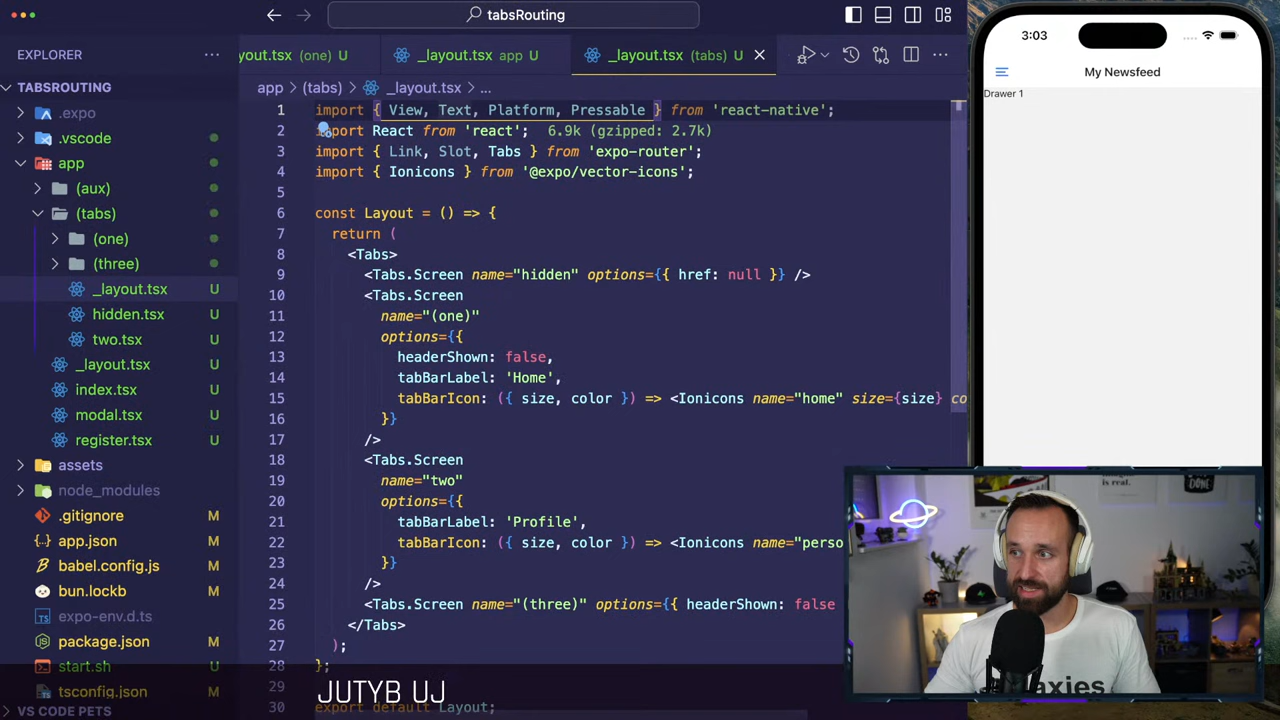 tabsRouting
EXPLORER
layout.tsx (one) U
_layout.tsx app U
_layout.tsx (tabs) U
TABSROUTING
.expo
.vscode
app
(aux)
(tabs)
(one)
(three)
_layout.tsx U
hidden.tsx U
two.tsx U
_layout.tsx U
index.tsx U
modal.tsx U
register.tsx U
assets
node_modules
.gitignore M
app.json M
babel.config.js M
bun.lockb M
expo-env.d.ts
package.json M
start.sh U
tsconfig.json M
VS CODE PETS
app > (tabs) > _layout.tsx > ...
1 import { View, Text, Platform, Pressable } from 'react-native';
2 import React from 'react'; 6.9k (gzipped: 2.7k)
3 import { Link, Slot, Tabs } from 'expo-router';
4 import { Ionicons } from '@expo/vector-icons';
5
6 const Layout = () => {
7 return (
8 <Tabs>
9 <Tabs.Screen name="hidden" options={{ href: null }} />
10 <Tabs.Screen
11 name="(one)"
12 options={{
13 headerShown: false,
14 tabBarLabel: 'Home',
15 tabBarIcon: ({ size, color }) => <Ionicons name="home" size={size} co
16 }}
17 />
18 <Tabs.Screen
19 name="two"
20 options={{
21 tabBarLabel: 'Profile',
22 tabBarIcon: ({ size, color }) => <Ionicons name="perso
23 }}
24 />
25 <Tabs.Screen name="(three)" options={{ headerShown: false
26 </Tabs>
27 );
28 };
29
30 export default Layout;
JUTYB UJ
3:03
My Newsfeed
Drawer 1
is real.
DONE